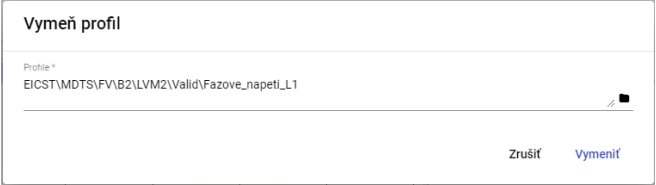 Vymeň profil
Profile *
EICST\MDTS\FV\B2\LVM2\Valid\Fazove_napeti_L1
Zrušiť
Vymeniť